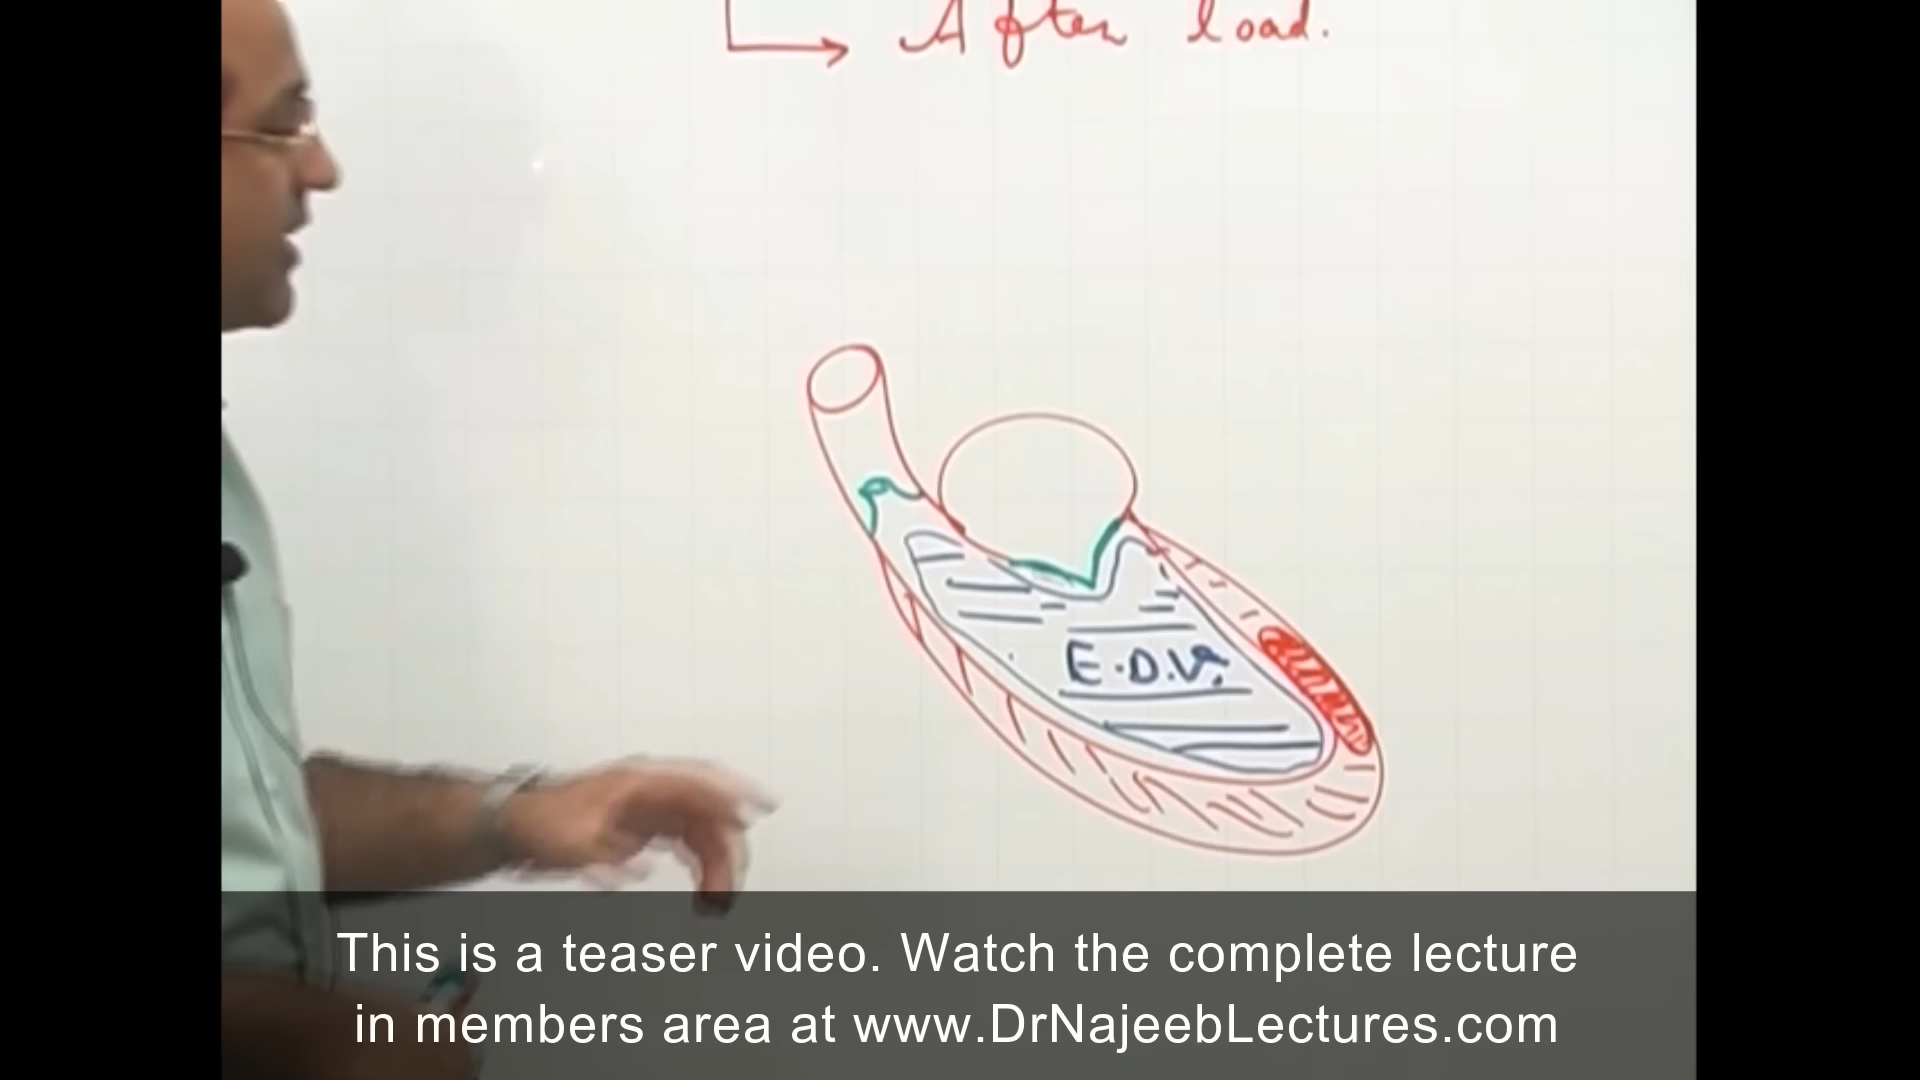 After load.
E.D.V.
This is a teaser video. Watch the complete lecture
in members area at www.DrNajeebLectures.com